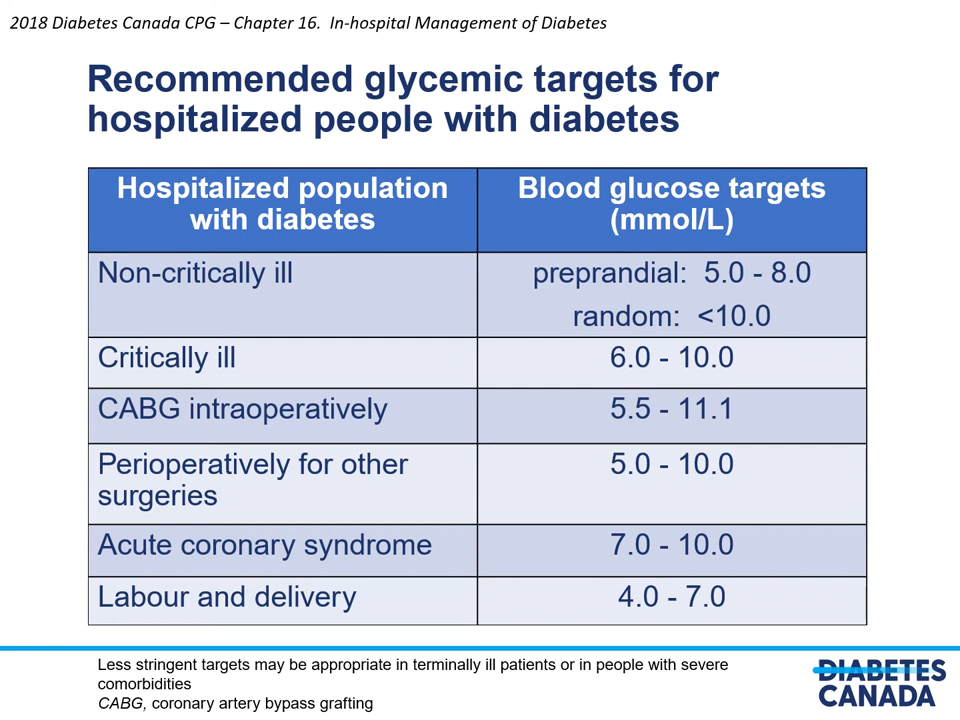 2018 Diabetes Canada CPG – Chapter 16. In-hospital Management of Diabetes
Recommended glycemic targets for
hospitalized people with diabetes
Hospitalized population
with diabetes
Blood glucose targets
(mmol/L)
Non-critically ill
preprandial: 5.0 - 8.0
random: <10.0
Critically ill
6.0 - 10.0
CABG intraoperatively
5.5 - 11.1
Perioperatively for other
surgeries
5.0 - 10.0
Acute coronary syndrome
7.0 - 10.0
Labour and delivery
4.0 - 7.0
Less stringent targets may be appropriate in terminally ill patients or in people with severe
comorbidities
CABG, coronary artery bypass grafting
DIABETES
CANADA